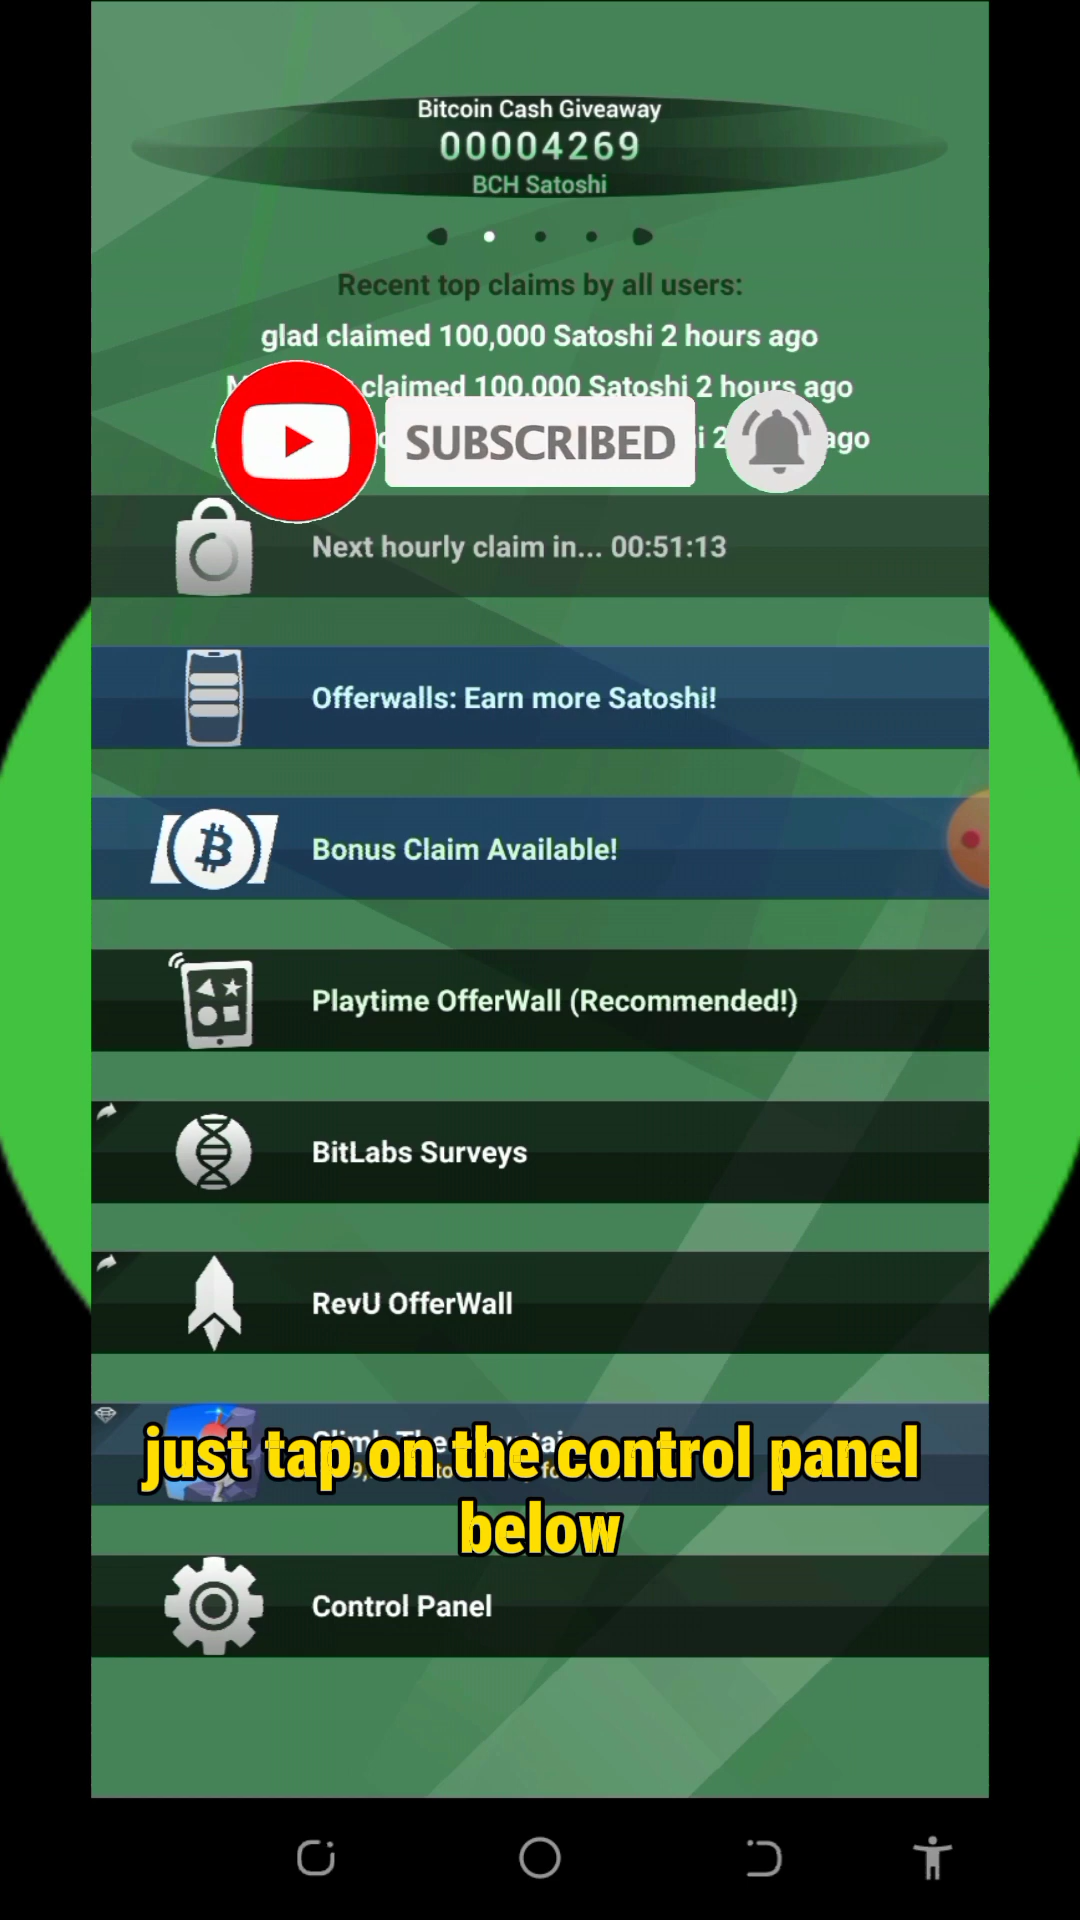 Bitcoin Cash Giveaway
00004269
BCH Satoshi
Recent top claims by all users:
glad claimed 100,000 Satoshi 2 hours ago
claimed 100,000 Satoshi 2 hours ago
ago
SUBSCRIBED
Next hourly claim in... 00:51:13
Offerwalls: Earn more Satoshi!
Bonus Claim Available!
Playtime OfferWall (Recommended!)
BitLabs Surveys
RevU OfferWall
just tap on the control panel
below
Control Panel